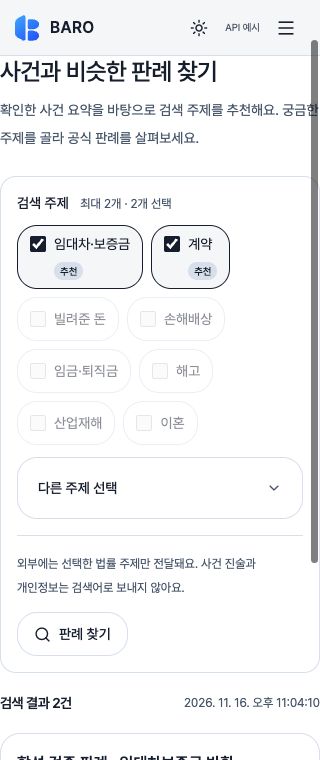 BARO
API 예시
사건과 비슷한 판례 찾기
확인한 사건 요약을 바탕으로 검색 주제를 추천해요. 궁금한
주제를 골라 공식 판례를 살펴보세요.
검색 주제 최대 2개 · 2개 선택
임대차·보증금 계약
추천 추천
빌려준 돈 손해배상
임금·퇴직금 해고
산업재해 이혼
다른 주제 선택
외부에는 선택한 법률 주제만 전달돼요. 사건 진술과
개인정보는 검색어로 보내지 않아요.
판례 찾기
검색 결과 2건 2026. 11. 16. 오후 11:04:10